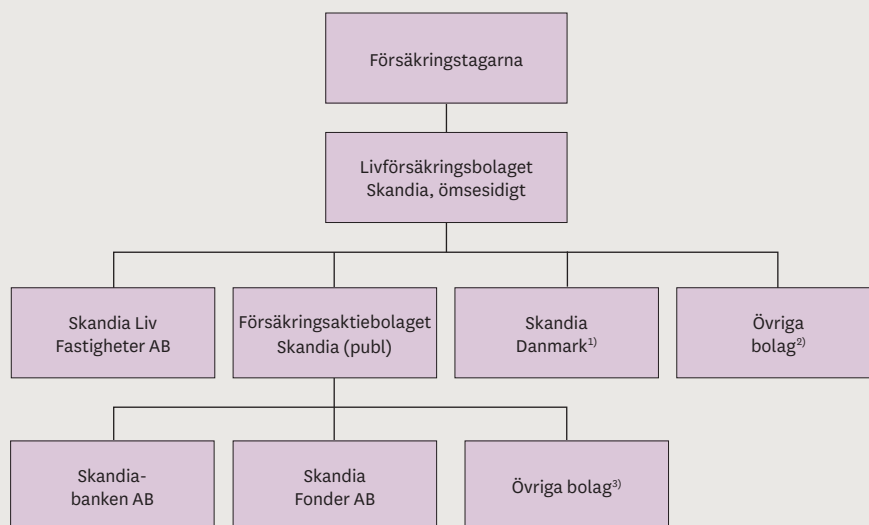 Försäkringstagarna
Livförsäkringsbolaget
Skandia, ömsesidigt
Skandia Liv
Fastigheter AB
Försäkringsaktiebolaget
Skandia (publ)
Skandia
Danmark¹⁾
Övriga
bolag²⁾
Skandia-
banken AB
Skandia
Fonder AB
Övriga bolag³⁾